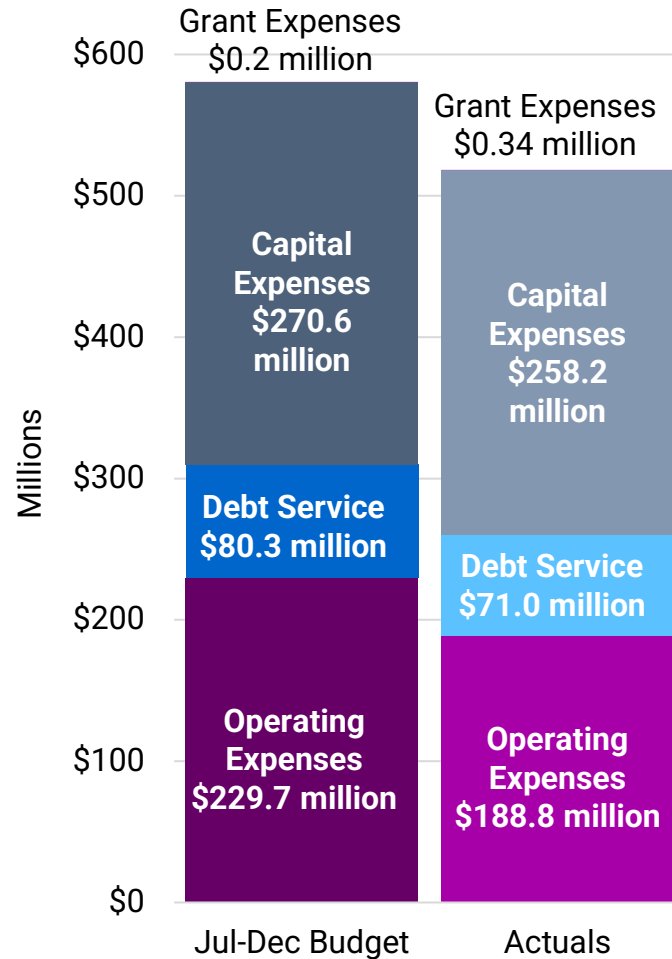 Grant Expenses
$0.2 million
Grant Expenses
$0.34 million
Millions
$600
$500
$400
$300
$200
$100
$0
Capital
Expenses
$270.6
million
Debt Service
$80.3 million
Operating
Expenses
$229.7 million
Capital
Expenses
$258.2
million
Debt Service
$71.0 million
Operating
Expenses
$188.8 million
Jul-Dec Budget
Actuals